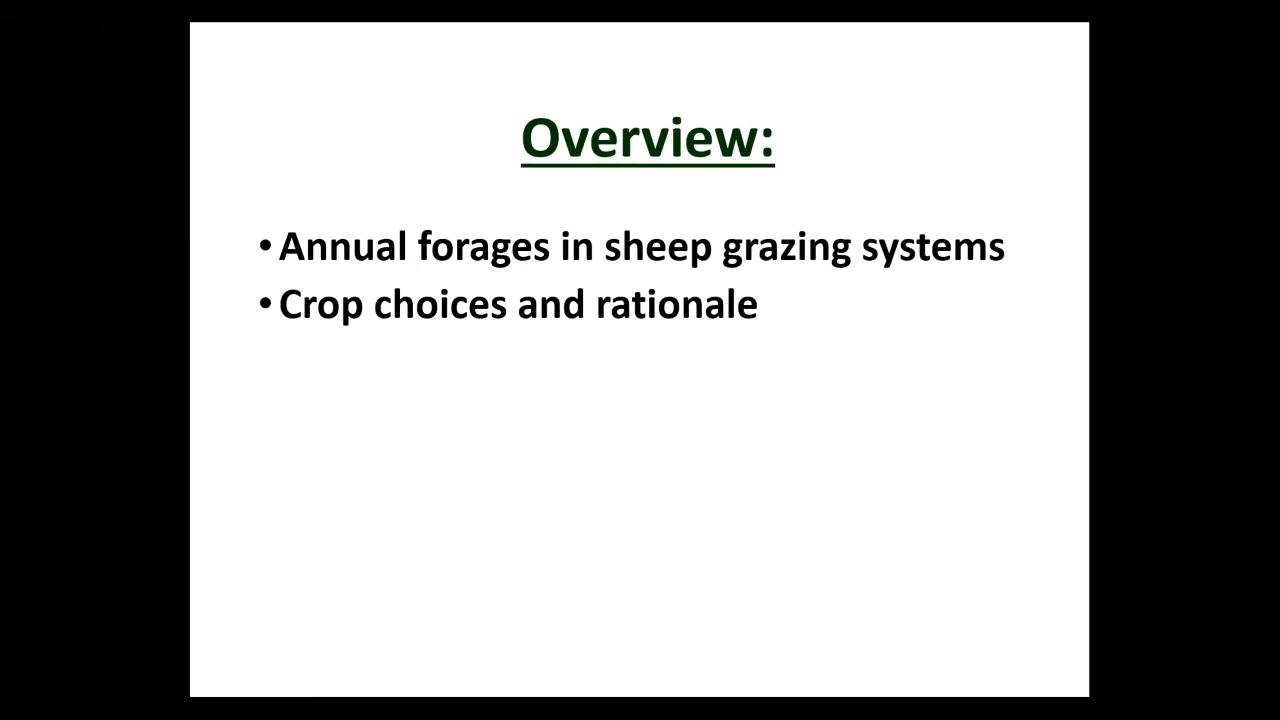 Overview:
• Annual forages in sheep grazing systems
• Crop choices and rationale